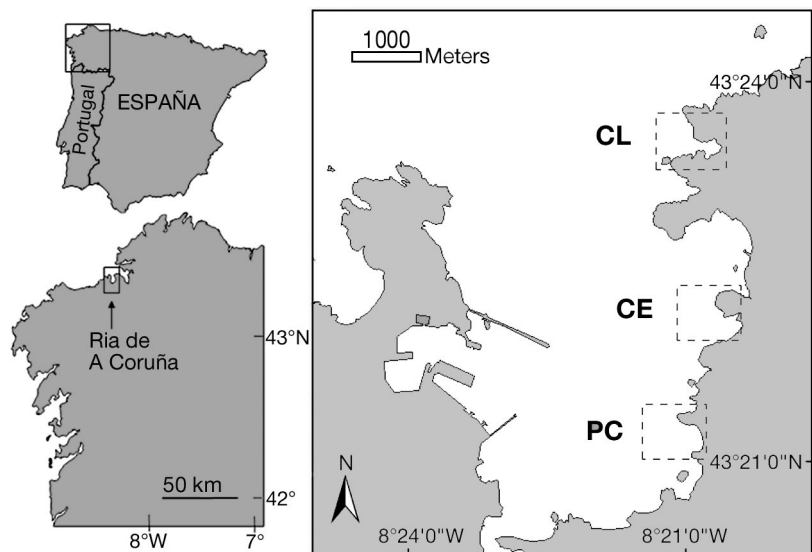 Portugal
ESPAÑA
Ria de
A Coruña
43°N
50 km
42°
8°W
7°
1000
Meters
43°24'0"N
CL
CE
PC
43°21'0"N
N
8°24'0"W
8°21'0"W